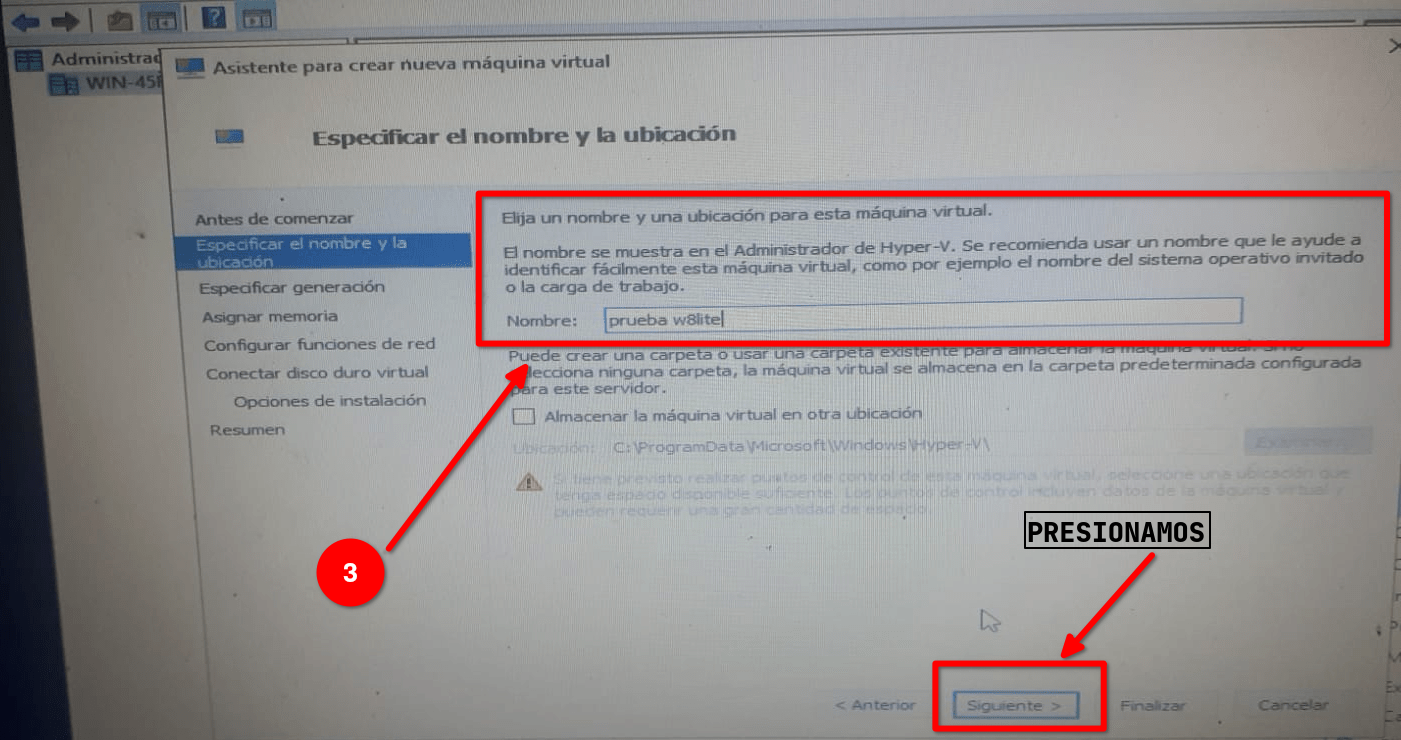 Administrad
WIN-45
Asistente para crear nueva máquina virtual
Especificar el nombre y la ubicación
Antes de comenzar
Especificar el nombre y la
ubicación
Especificar generación
Asignar memoria
Configurar funciones de red
Conectar disco duro virtual
Opciones de instalación
Resumen
Elija un nombre y una ubicación para esta máquina virtual.
El nombre se muestra en el Administrador de Hyper-V. Se recomienda usar un nombre que le ayude a
identificar fácilmente esta máquina virtual, como por ejemplo el nombre del sistema operativo invitado
o la carga de trabajo.
Nombre: prueba w8lite
Puede crear una carpeta o usar una carpeta existente para almacenar la máquina virtual. Si no
lecciona ninguna carpeta, la máquina virtual se almacena en la carpeta predeterminada configurada
para este servidor.
Almacenar la máquina virtual en otra ubicación
Ubicación: C:\ProgramData\Microsoft\Windows\Hyper-V\
Examinar...
Si tiene previsto realizar puntos de control de esta máquina virtual, seleccione una ubicación que
tenga espacio disponible suficiente. Los puntos de control incluyen datos de la máquina virtual y
pueden requerir una gran cantidad de espacio.
3
PRESIONAMOS
< Anterior
Siguiente >
Finalizar
Cancelar